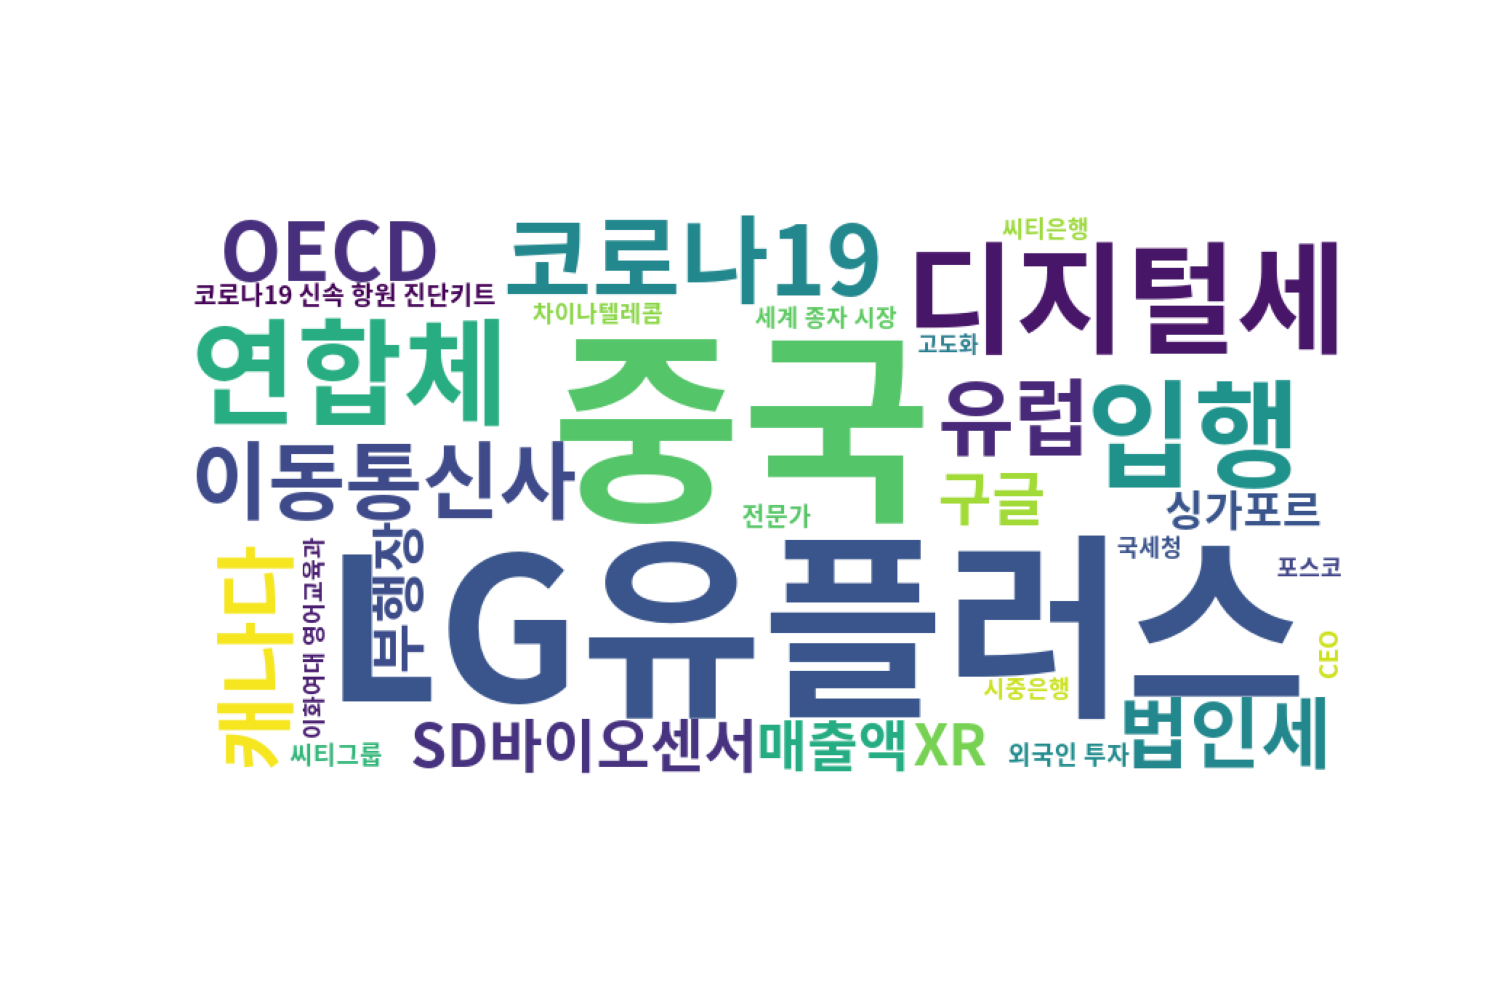 씨티은행
OECD
코로나19
디지털세
코로나19 신속 항원 진단키트
차이나텔레콤
세계 종자 시장
고도화
연합체
중국
유럽
입행
이동통신사
구글
싱가포르
전문가
캐나다
이화여대 영어교육과
부행장
LG유플러스
국세청
포스코
CEO
시중은행
씨티그룹
SD바이오센서
매출액
XR
외국인 투자
법인세